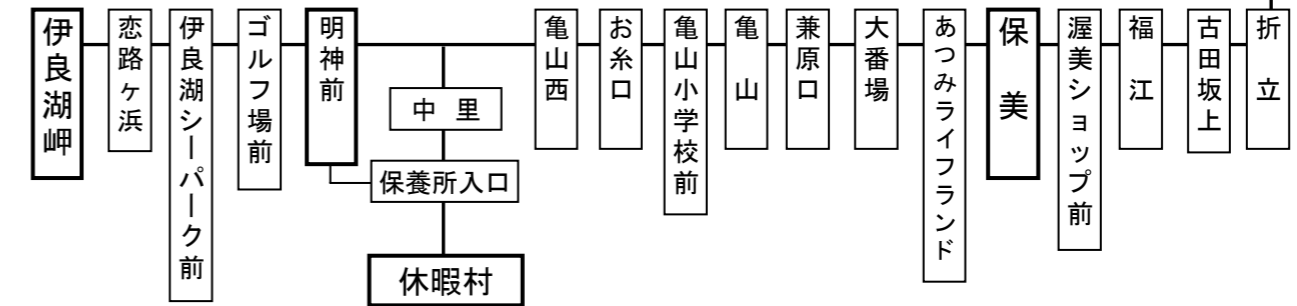 伊良湖岬
恋路ヶ浜
伊良湖シーパーク前
ゴルフ場前
明神前
中里
保養所入口
休暇村
亀山西
お糸口
亀山小学校前
亀山
兼原口
大番場
あつみライフランド
保美
渥美ショップ前
福江
古田坂上
折立